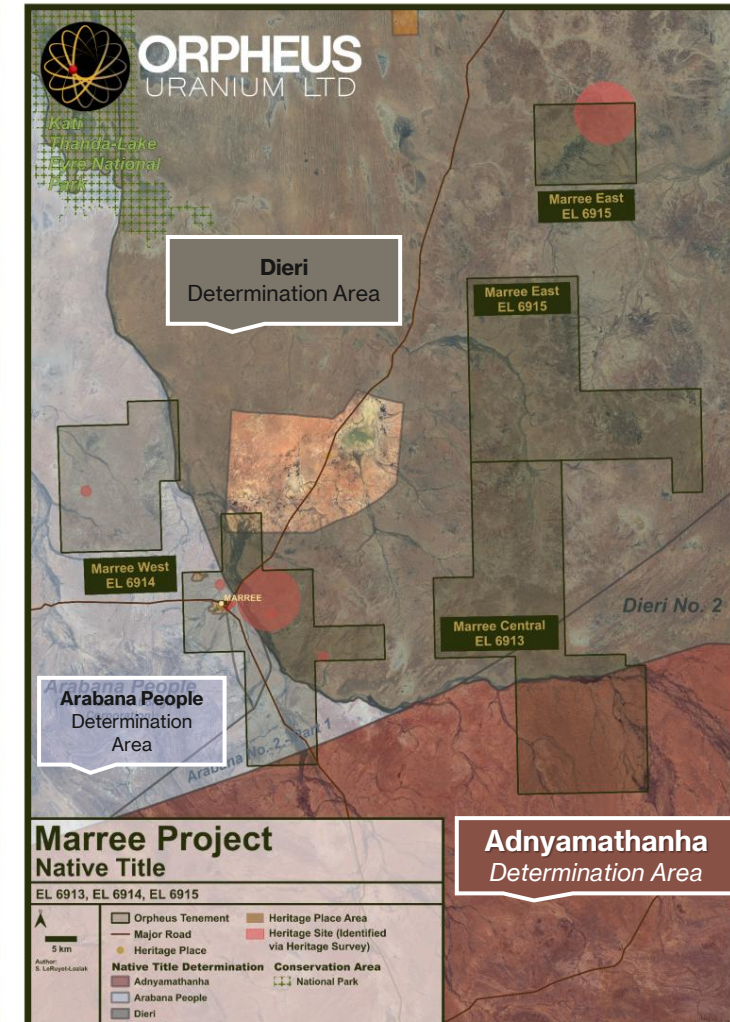 ORPHEUS
URANIUM LTD
Kati
Thanda-Lake
Eyre National
Park
Marree East
EL 6915
Dieri
Determination Area
Marree East
EL 6915
Marree West
EL 6914
MARREE
Dieri No. 2
Marree Central
EL 6913
Arabana People
Arabana People
Determination
Area
Arabana No. 2 - Part 1
Marree Project
Native Title
EL 6913, EL 6914, EL 6915
Adnyamathanha
Determination Area
5 km
Author:
S. LeRuyet-Loziak
Orpheus Tenement
Major Road
Heritage Place
Native Title Determination
Adnyamathanha
Arabana People
Dieri
Heritage Place Area
Heritage Site (Identified
via Heritage Survey)
Conservation Area
National Park